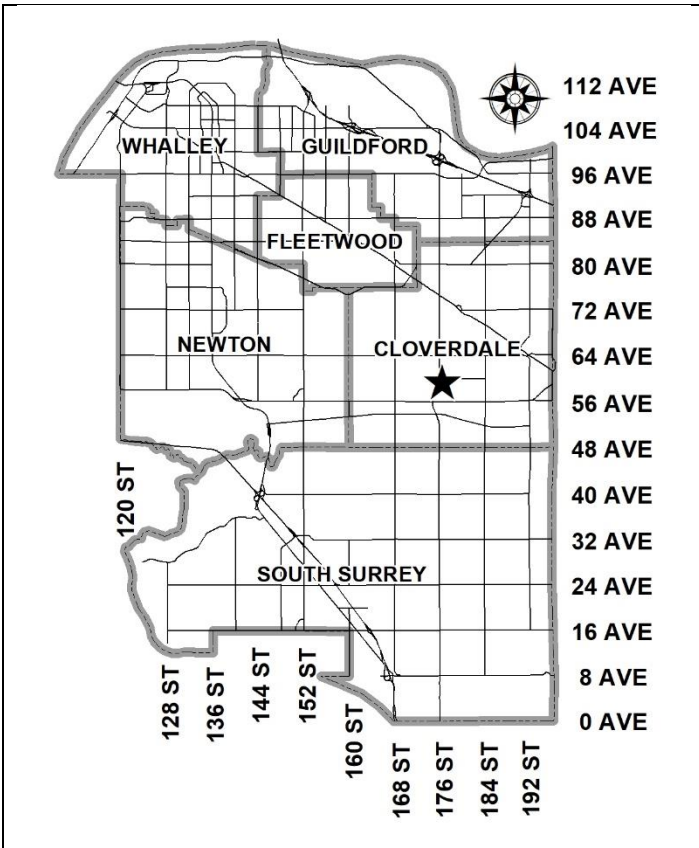 112 AVE
104 AVE
WHALLEY
GUILDFORD
96 AVE
88 AVE
FLEETWOOD
80 AVE
72 AVE
NEWTON
CLOVERDALE
64 AVE
56 AVE
48 AVE
120 ST
40 AVE
32 AVE
SOUTH SURREY
24 AVE
16 AVE
128 ST
136 ST
144 ST
152 ST
8 AVE
160 ST
0 AVE
168 ST
176 ST
184 ST
192 ST